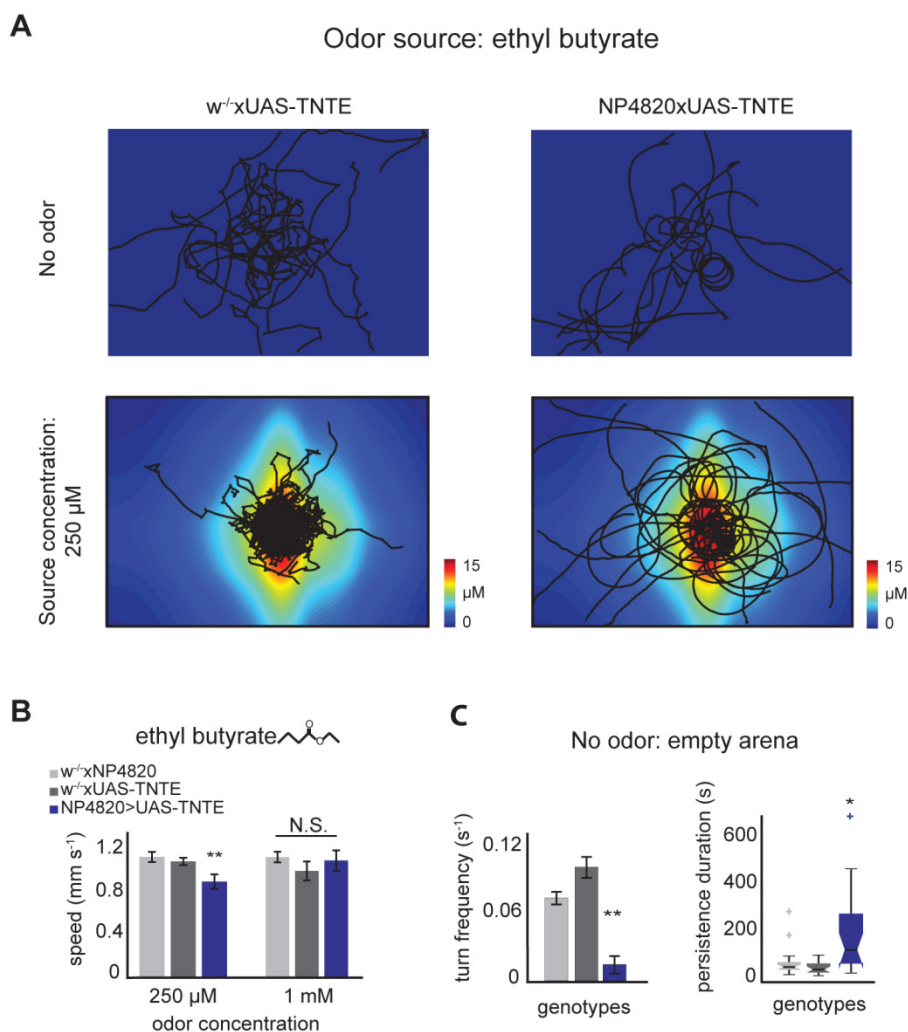 A
Odor source: ethyl butyrate
w-/-xUAS-TNTE
NP4820xUAS-TNTE
No odor
Source concentration:
250 µM
15
µM
0
15
µM
0
B
ethyl butyrate
O
O
w-/-xNP4820
w-/-xUAS-TNTE
NP4820>UAS-TNTE
speed (mm s-1)
1.2
0.8
0.4
0
**
N.S.
250 µM
1 mM
odor concentration
C
No odor: empty arena
turn frequency (s-1)
0.12
0.06
0
**
genotypes
persistence duration (s)
600
400
200
0
*
genotypes